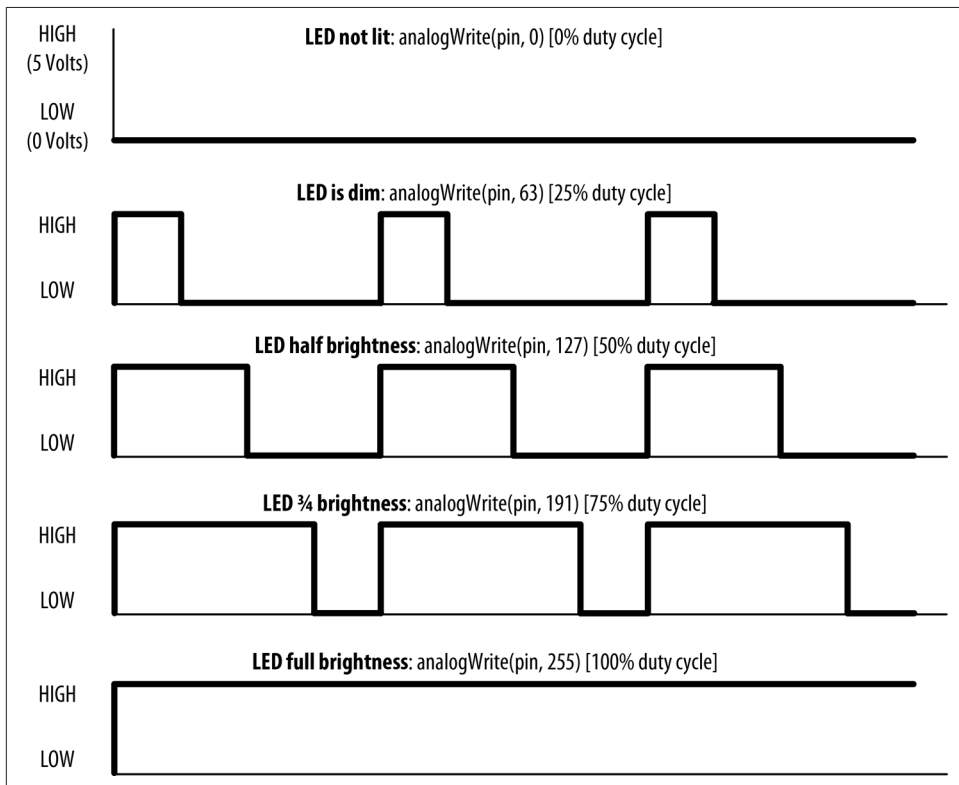 HIGH
(5 Volts)
LED not lit: analogWrite(pin, 0) [0% duty cycle]
LOW
(0 Volts)
LED is dim: analogWrite(pin, 63) [25% duty cycle]
HIGH
LOW
LED half brightness: analogWrite(pin, 127) [50% duty cycle]
HIGH
LOW
LED ¾ brightness: analogWrite(pin, 191) [75% duty cycle]
HIGH
LOW
LED full brightness: analogWrite(pin, 255) [100% duty cycle]
HIGH
LOW